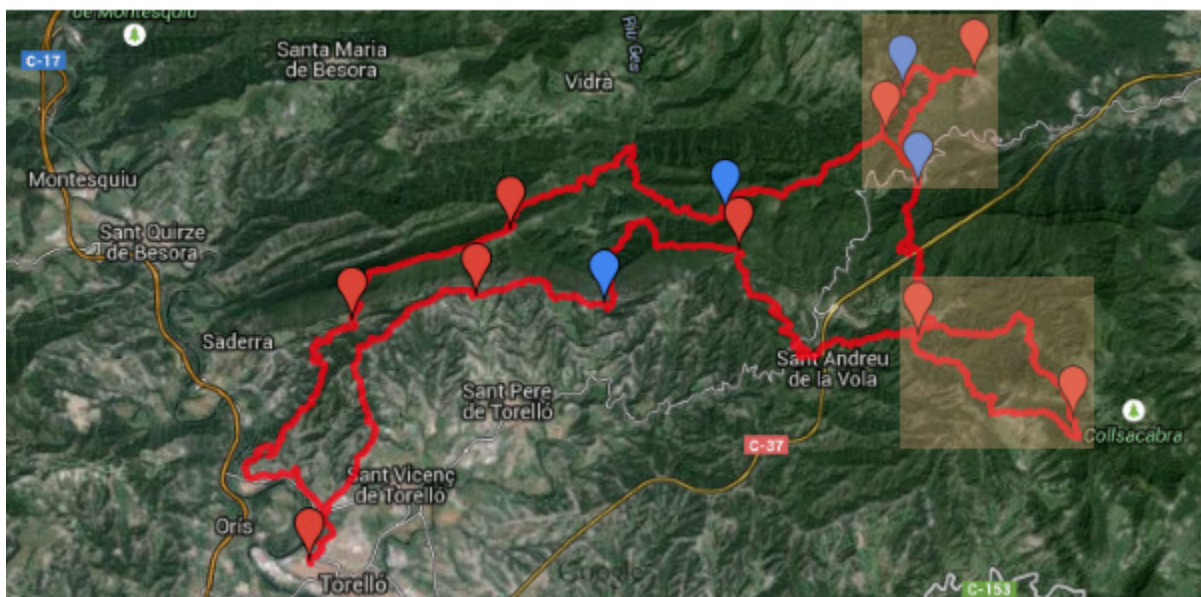 de Montesquiu
C-17
Santa Maria
de Besora
Riu Ges
Vidrà
Montesquiu
Sant Quirze
de Besora
Saderra
Sant Andreu
de la Vola
Sant Pere
de Torelló
Collsacabra
C-37
Sant Vicenç
de Torelló
Orís
Torelló
Google
C-153